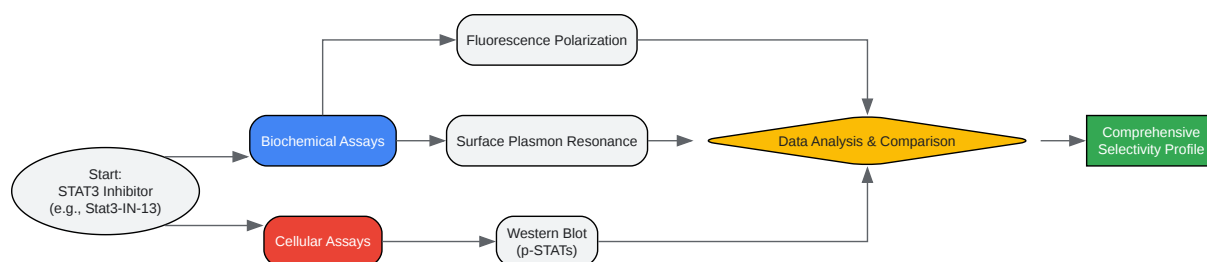 Fluorescence Polarization
Biochemical Assays
Surface Plasmon Resonance
Data Analysis & Comparison
Comprehensive
Selectivity Profile
Start:
STAT3 Inhibitor
(e.g., Stat3-IN-13)
Cellular Assays
Western Blot
(p-STATs)